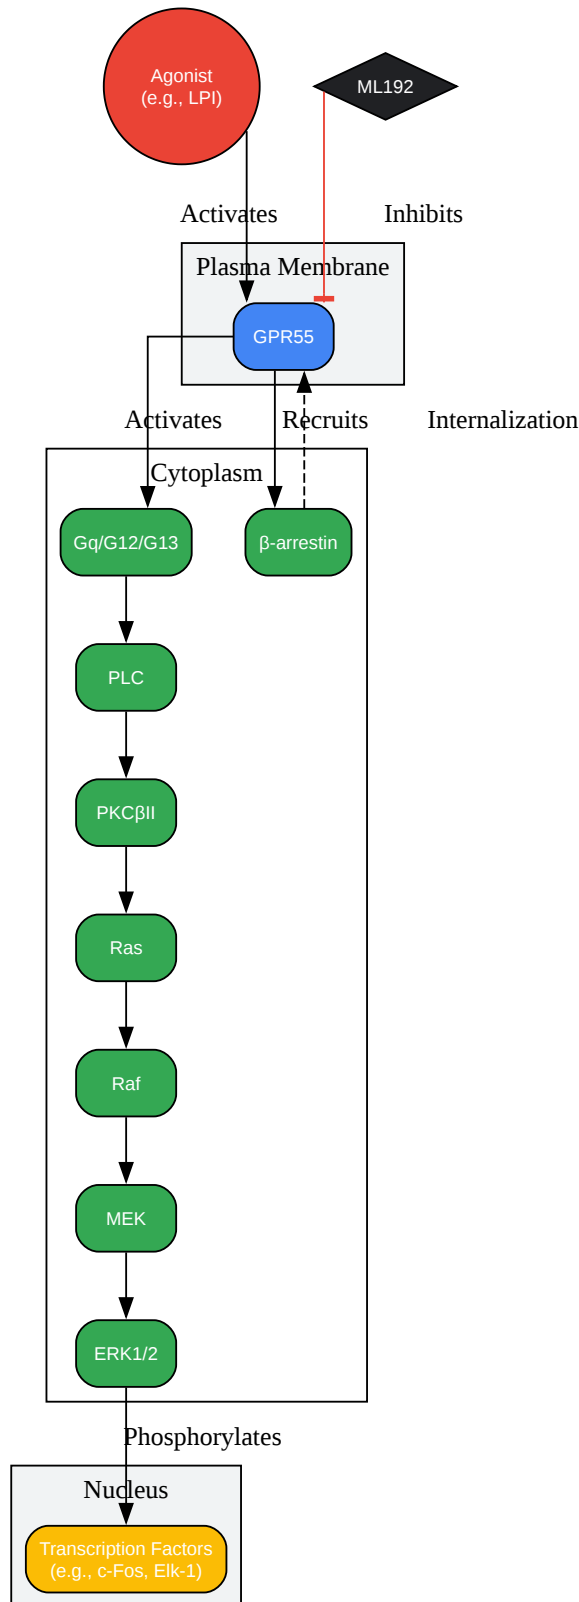 Agonist
(e.g., LPI)
ML192
Activates
Inhibits
Plasma Membrane
GPR55
Activates
Recruits
Internalization
Cytoplasm
Gq/G12/G13
β-arrestin
PLC
PKCβII
Ras
Raf
MEK
ERK1/2
Phosphorylates
Nucleus
Transcription Factors
(e.g., c-Fos, Elk-1)